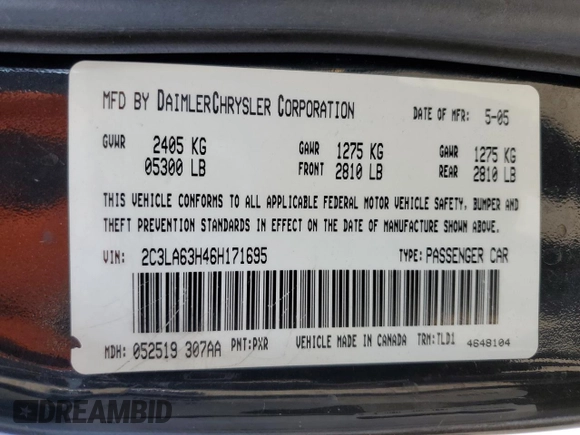 MFD BY DAIMLERCHRYSLER CORPORATION DATE OF MFR: 5-05
GVWR 2405 KG GAWR 1275 KG GAWR 1275 KG
05300 LB FRONT 2810 LB REAR 2810 LB
THIS VEHICLE CONFORMS TO ALL APPLICABLE FEDERAL MOTOR VEHICLE SAFETY, BUMPER AND
THEFT PREVENTION STANDARDS IN EFFECT ON THE DATE OF MANUFACTURE SHOWN ABOVE.
VIN: 2C3LA63H46H171695 TYPE: PASSENGER CAR
MDH: 052519 307AA PNT:PXR VEHICLE MADE IN CANADA TRM:TLD1 4648104
DREAMBID